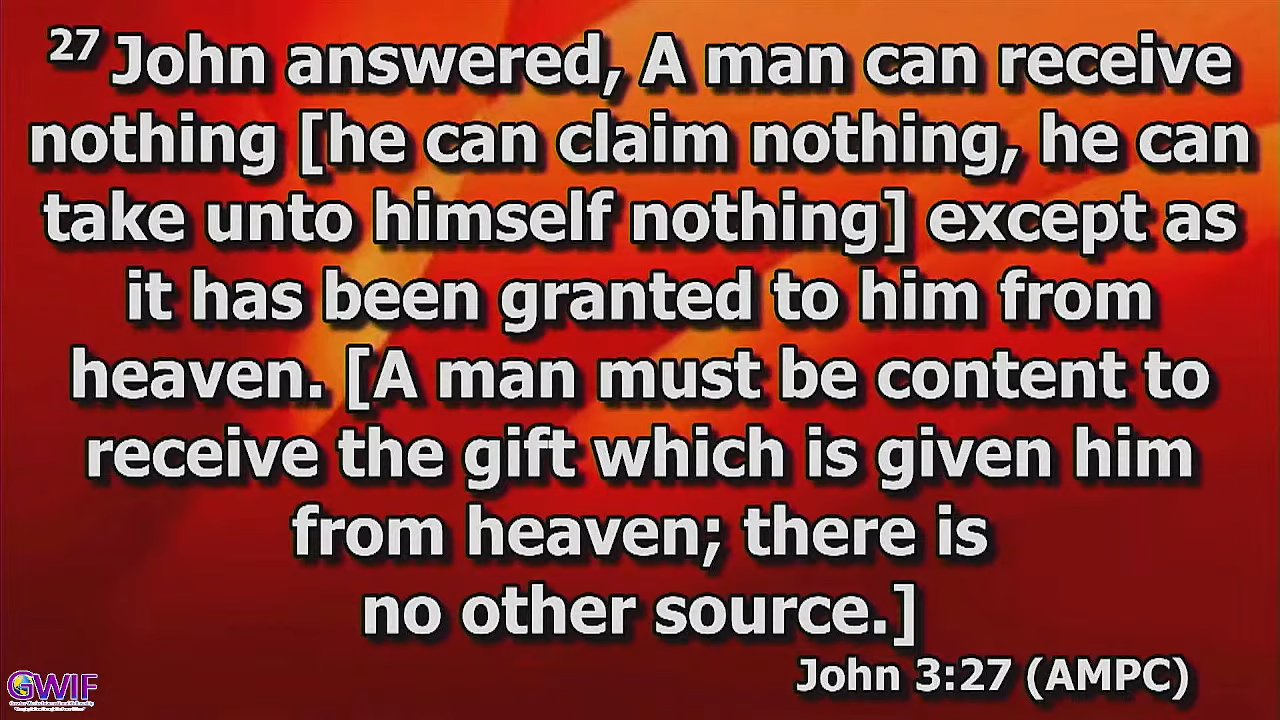 27 John answered, A man can receive
nothing [he can claim nothing, he can
take unto himself nothing] except as
it has been granted to him from
heaven. [A man must be content to
receive the gift which is given him
from heaven; there is
no other source.]
John 3:27 (AMPC)
GWIF